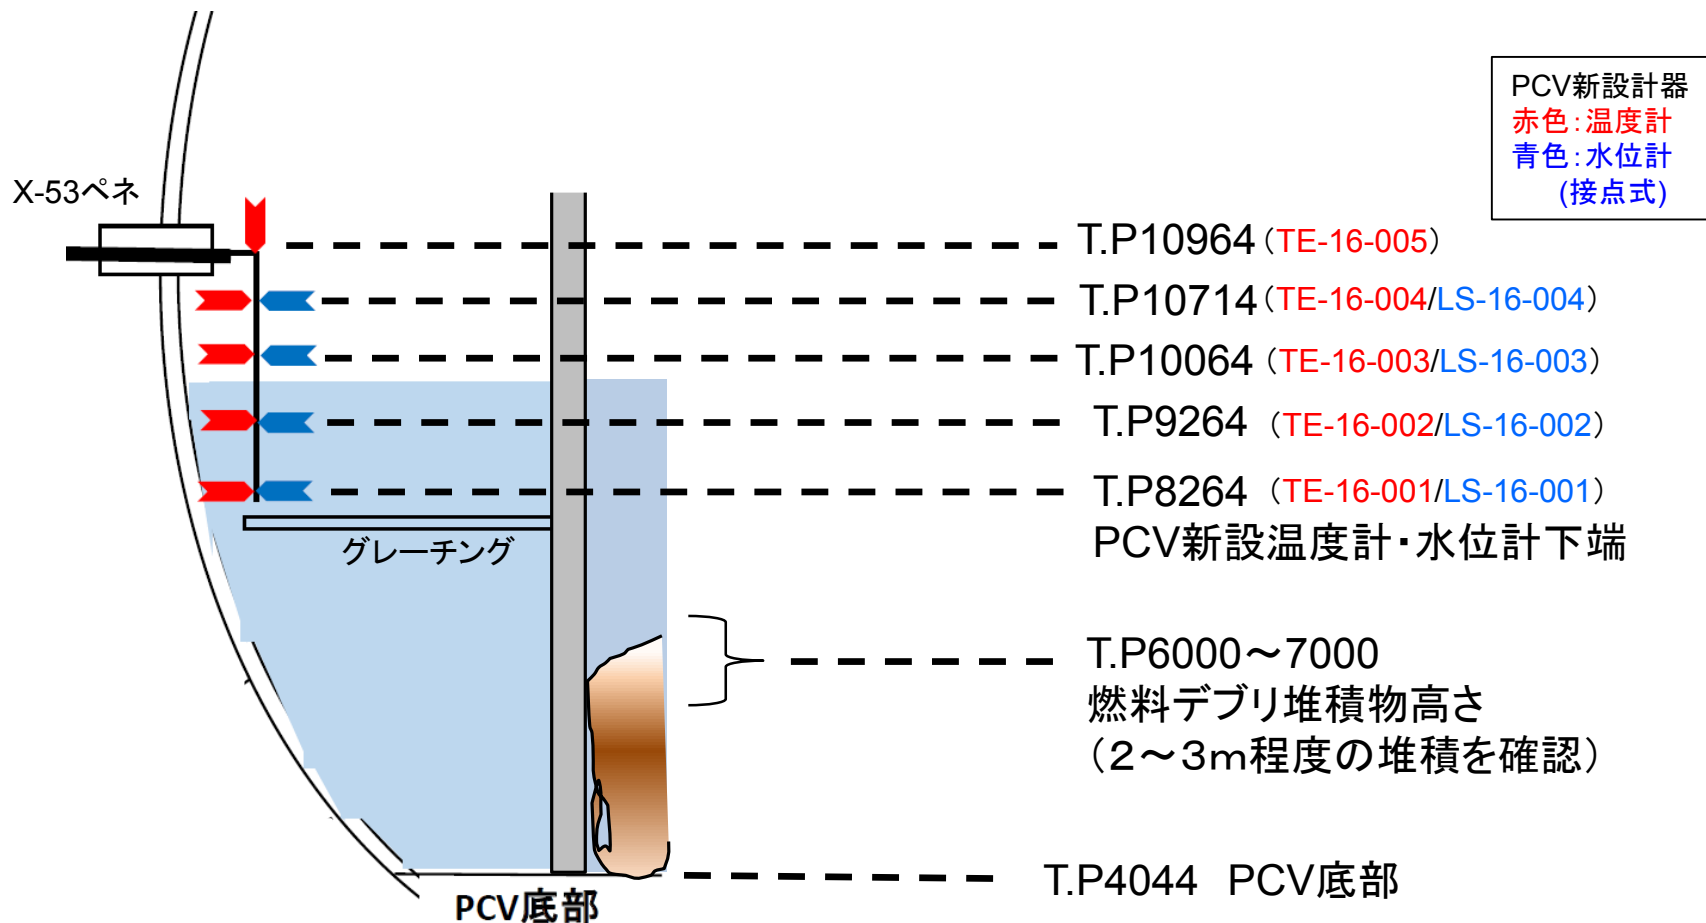 PCV新設計器
赤色：温度計
青色：水位計
(接点式)
X-53ペネ
T.P10964（TE-16-005）
T.P10714（TE-16-004/LS-16-004）
T.P10064（TE-16-003/LS-16-003）
T.P9264（TE-16-002/LS-16-002）
T.P8264（TE-16-001/LS-16-001）
PCV新設温度計・水位計下端
グレーチング
T.P6000～7000
燃料デブリ堆積物高さ
（２～３ｍ程度の堆積を確認）
T.P4044　PCV底部
PCV底部